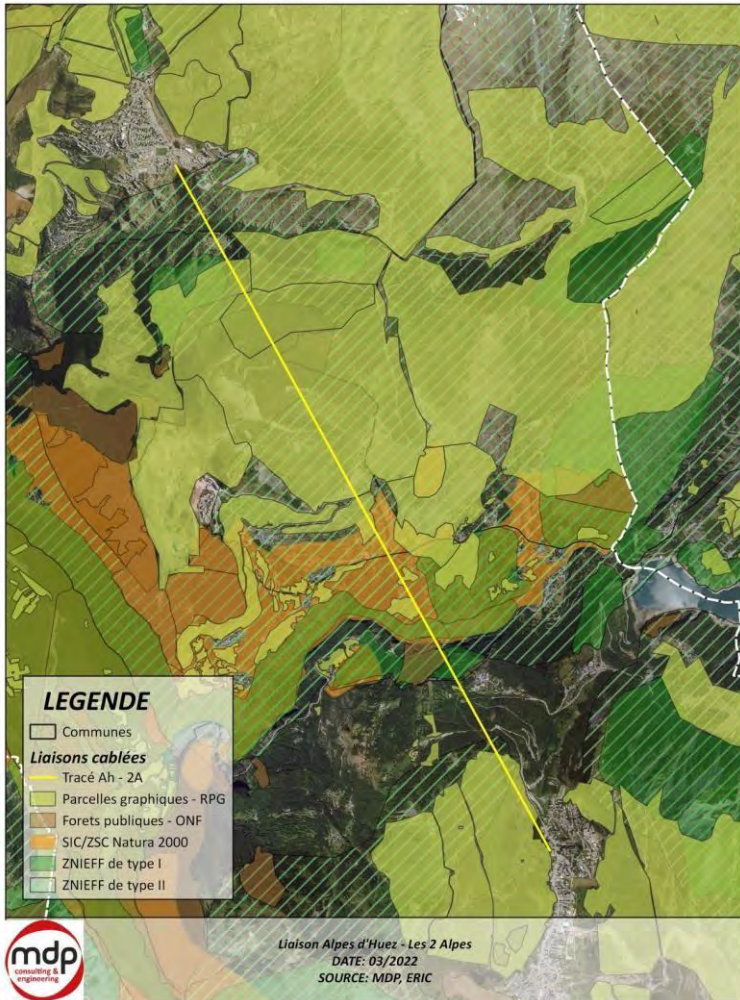 LEGENDE
Communes
Liaisons cablées
Tracé Ah - 2A
Parcelles graphiques - RPG
Forets publiques - ONF
SIC/ZSC Natura 2000
ZNIEFF de type I
ZNIEFF de type II
mdp
consulting &
engineering
Liaison Alpes d'Huez - Les 2 Alpes
DATE: 03/2022
SOURCE: MDP, ERIC